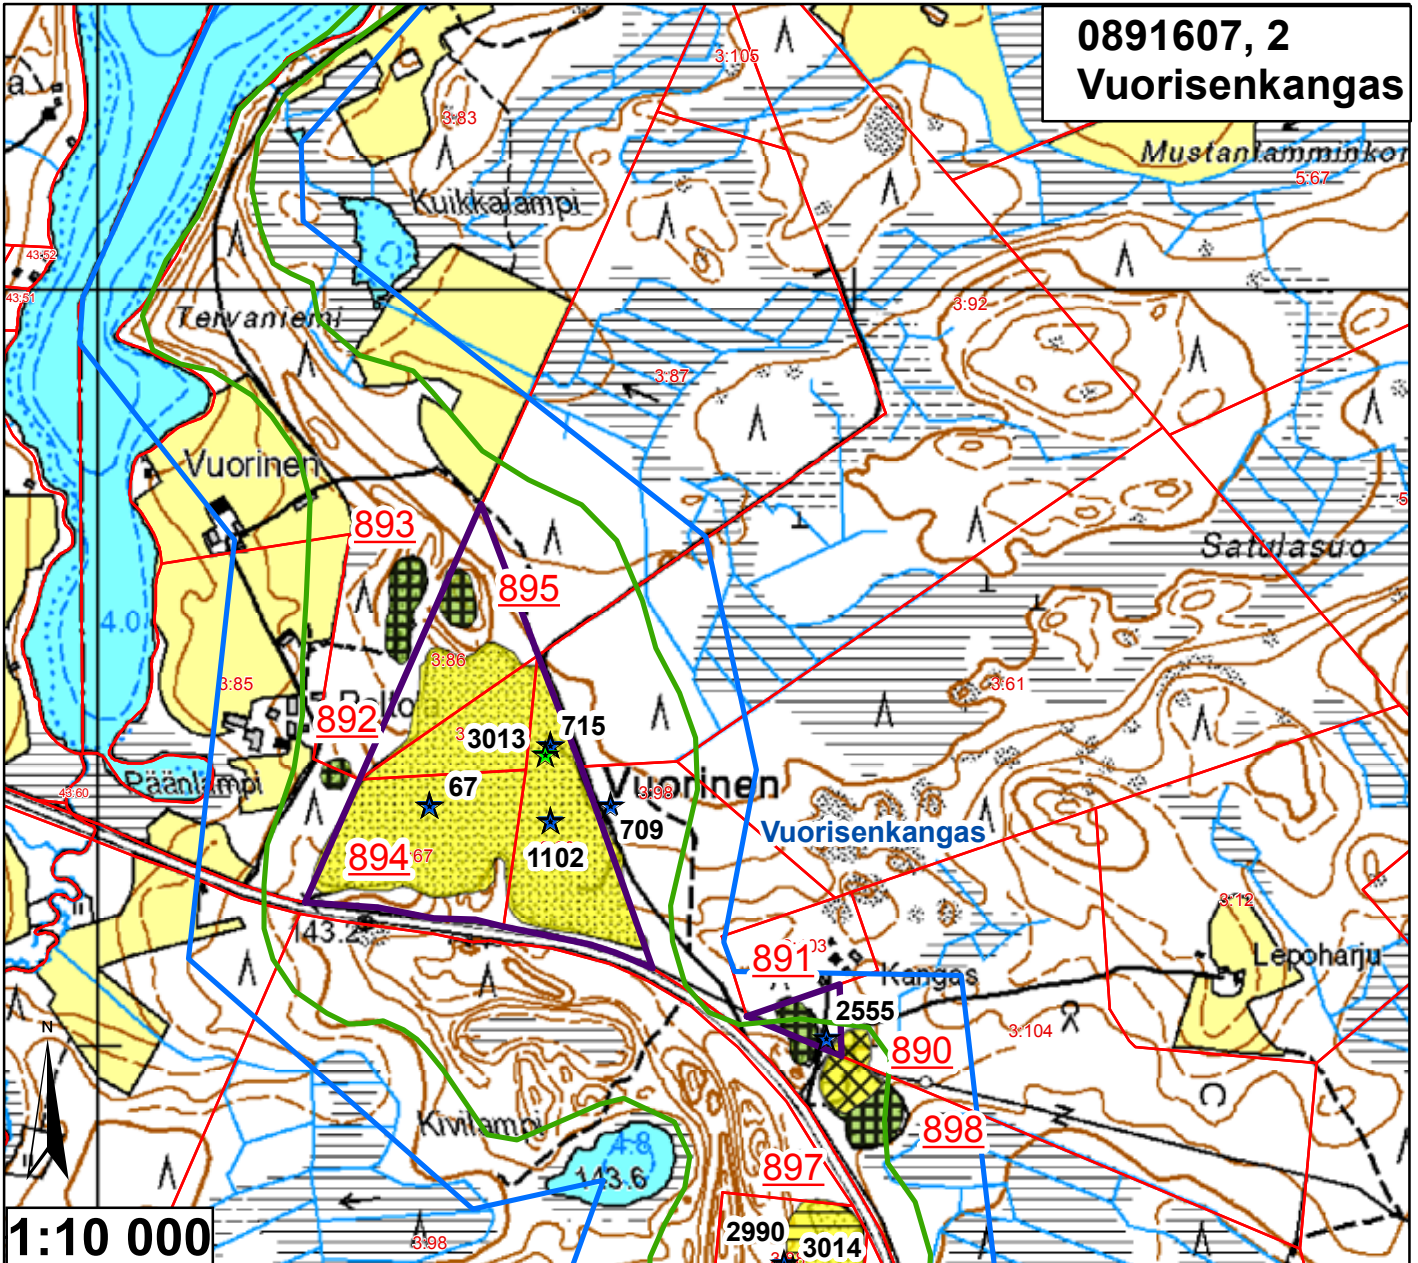 0891607, 2
Vuorisenkangas
a
3:105
3:83
Mustanlamminkor
5:67
Kuikkalampi
43:52
43:51
3:92
Tervaniemi
3:87
Vuorinen
893
895
Satulasuo
4.0
3:86
3:85
3:61
892
3013
715
67
Vuorinen
3:98
709
Päänlampi
43:60
Vuorisenkangas
894
67
1102
3:12
143.2
891
Kangas
Lepoharju
2555
3:104
890
N
Kivilampi
4.8
143.6
898
897
1:10 000
3:98
2990
3014